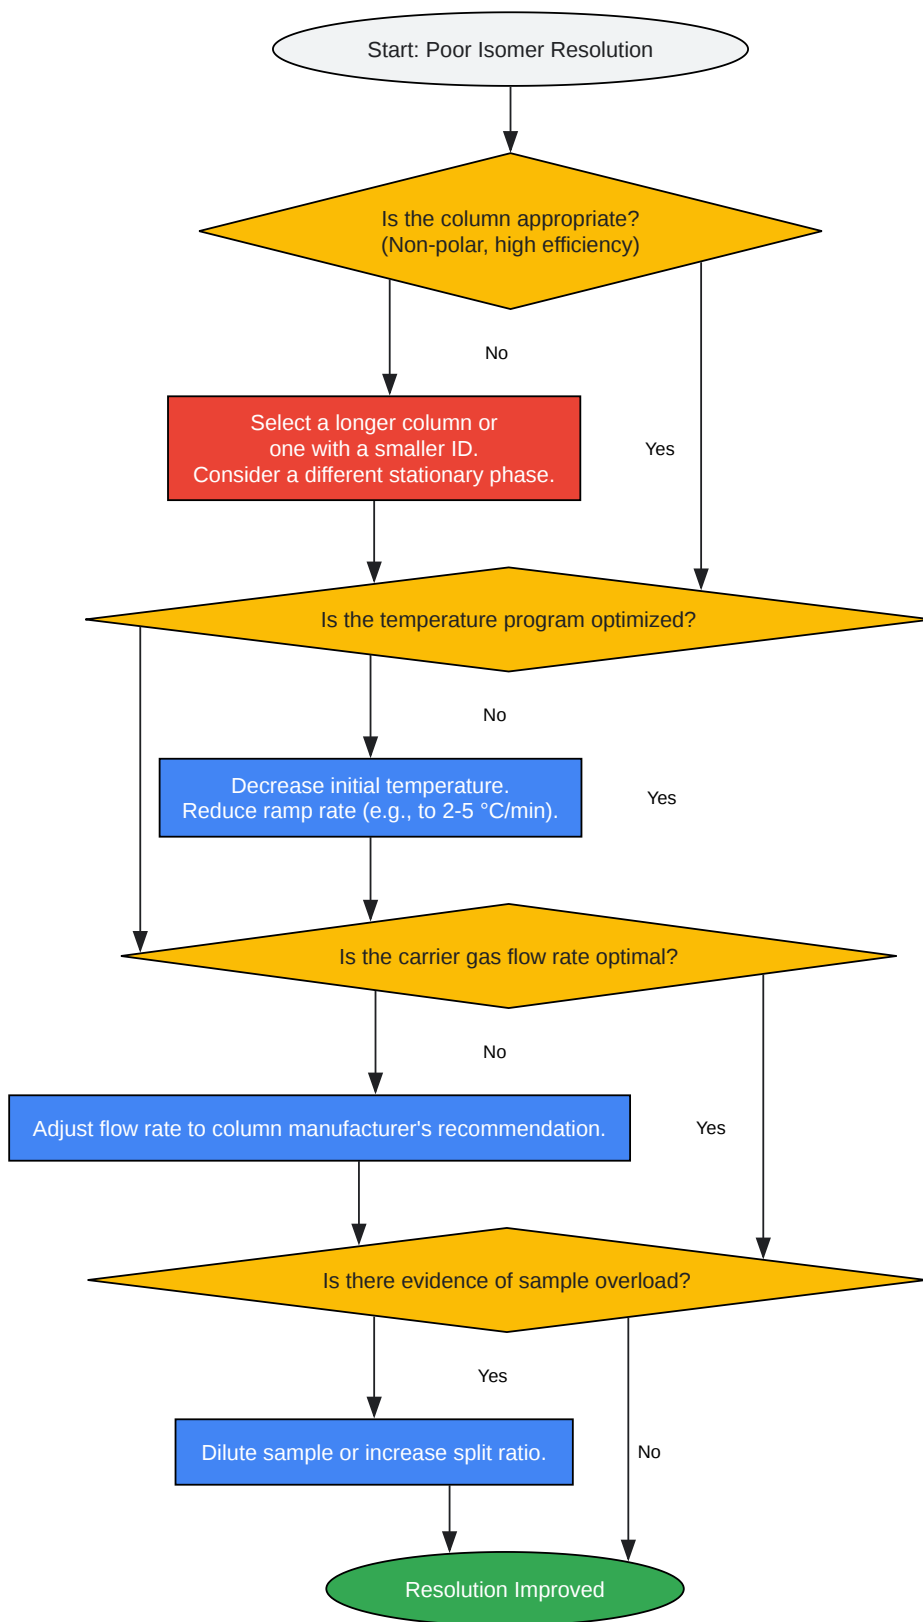 Start: Poor Isomer Resolution
Is the column appropriate?
(Non-polar, high efficiency)
No
Select a longer column or
one with a smaller ID.
Consider a different stationary phase.
Yes
Is the temperature program optimized?
No
Decrease initial temperature.
Reduce ramp rate (e.g., to 2-5 °C/min).
Yes
Is the carrier gas flow rate optimal?
No
Adjust flow rate to column manufacturer's recommendation.
Yes
Is there evidence of sample overload?
Yes
Dilute sample or increase split ratio.
No
Resolution Improved